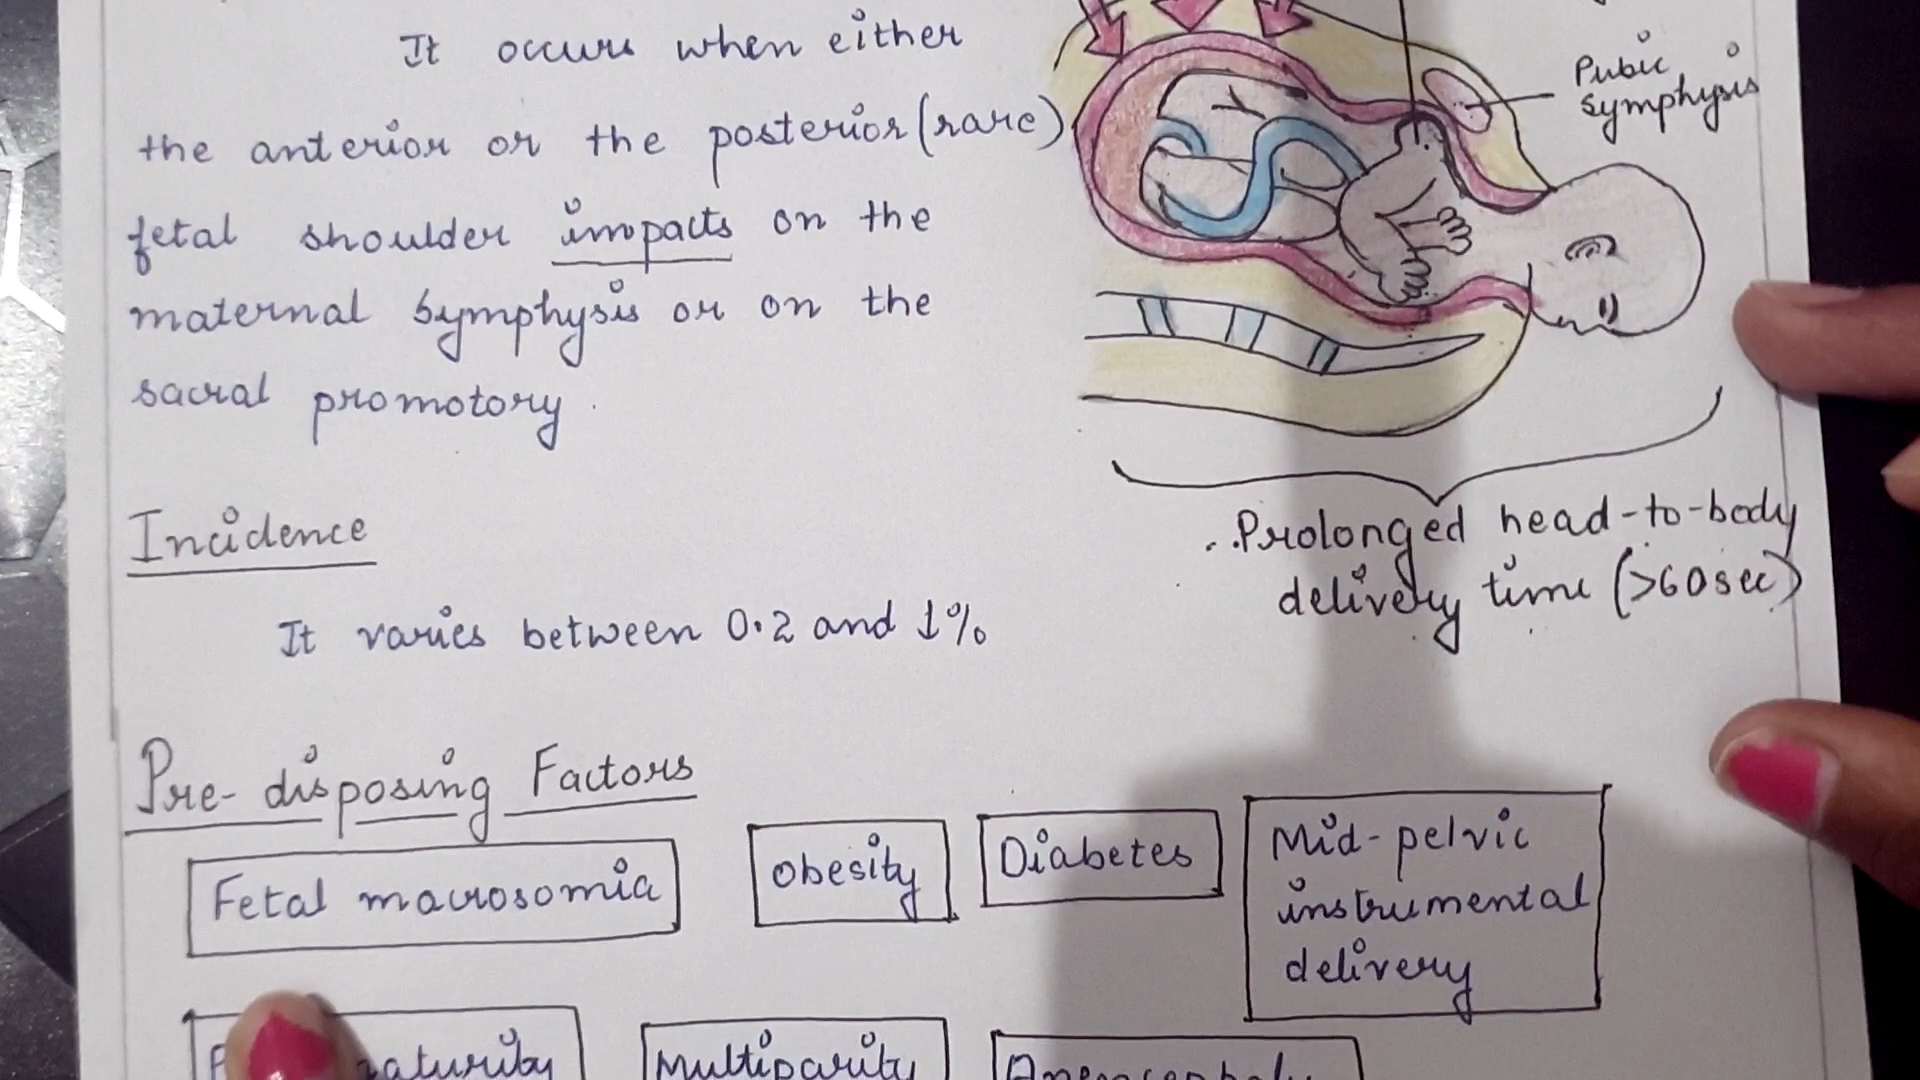 It occurs when either
the anterior or the posterior (rare)
fetal shoulder impacts on the
maternal symphysis or on the
sacral promotory.
Pubic
symphysis
Prolonged head-to-body
delivery time (>60sec)
Incidence
It varies between 0.2 and 1%
Pre-disposing Factors
Fetal macrosomia
Obesity
Diabetes
Mid-pelvic
instrumental
delivery
Multiparity
Anencephaly